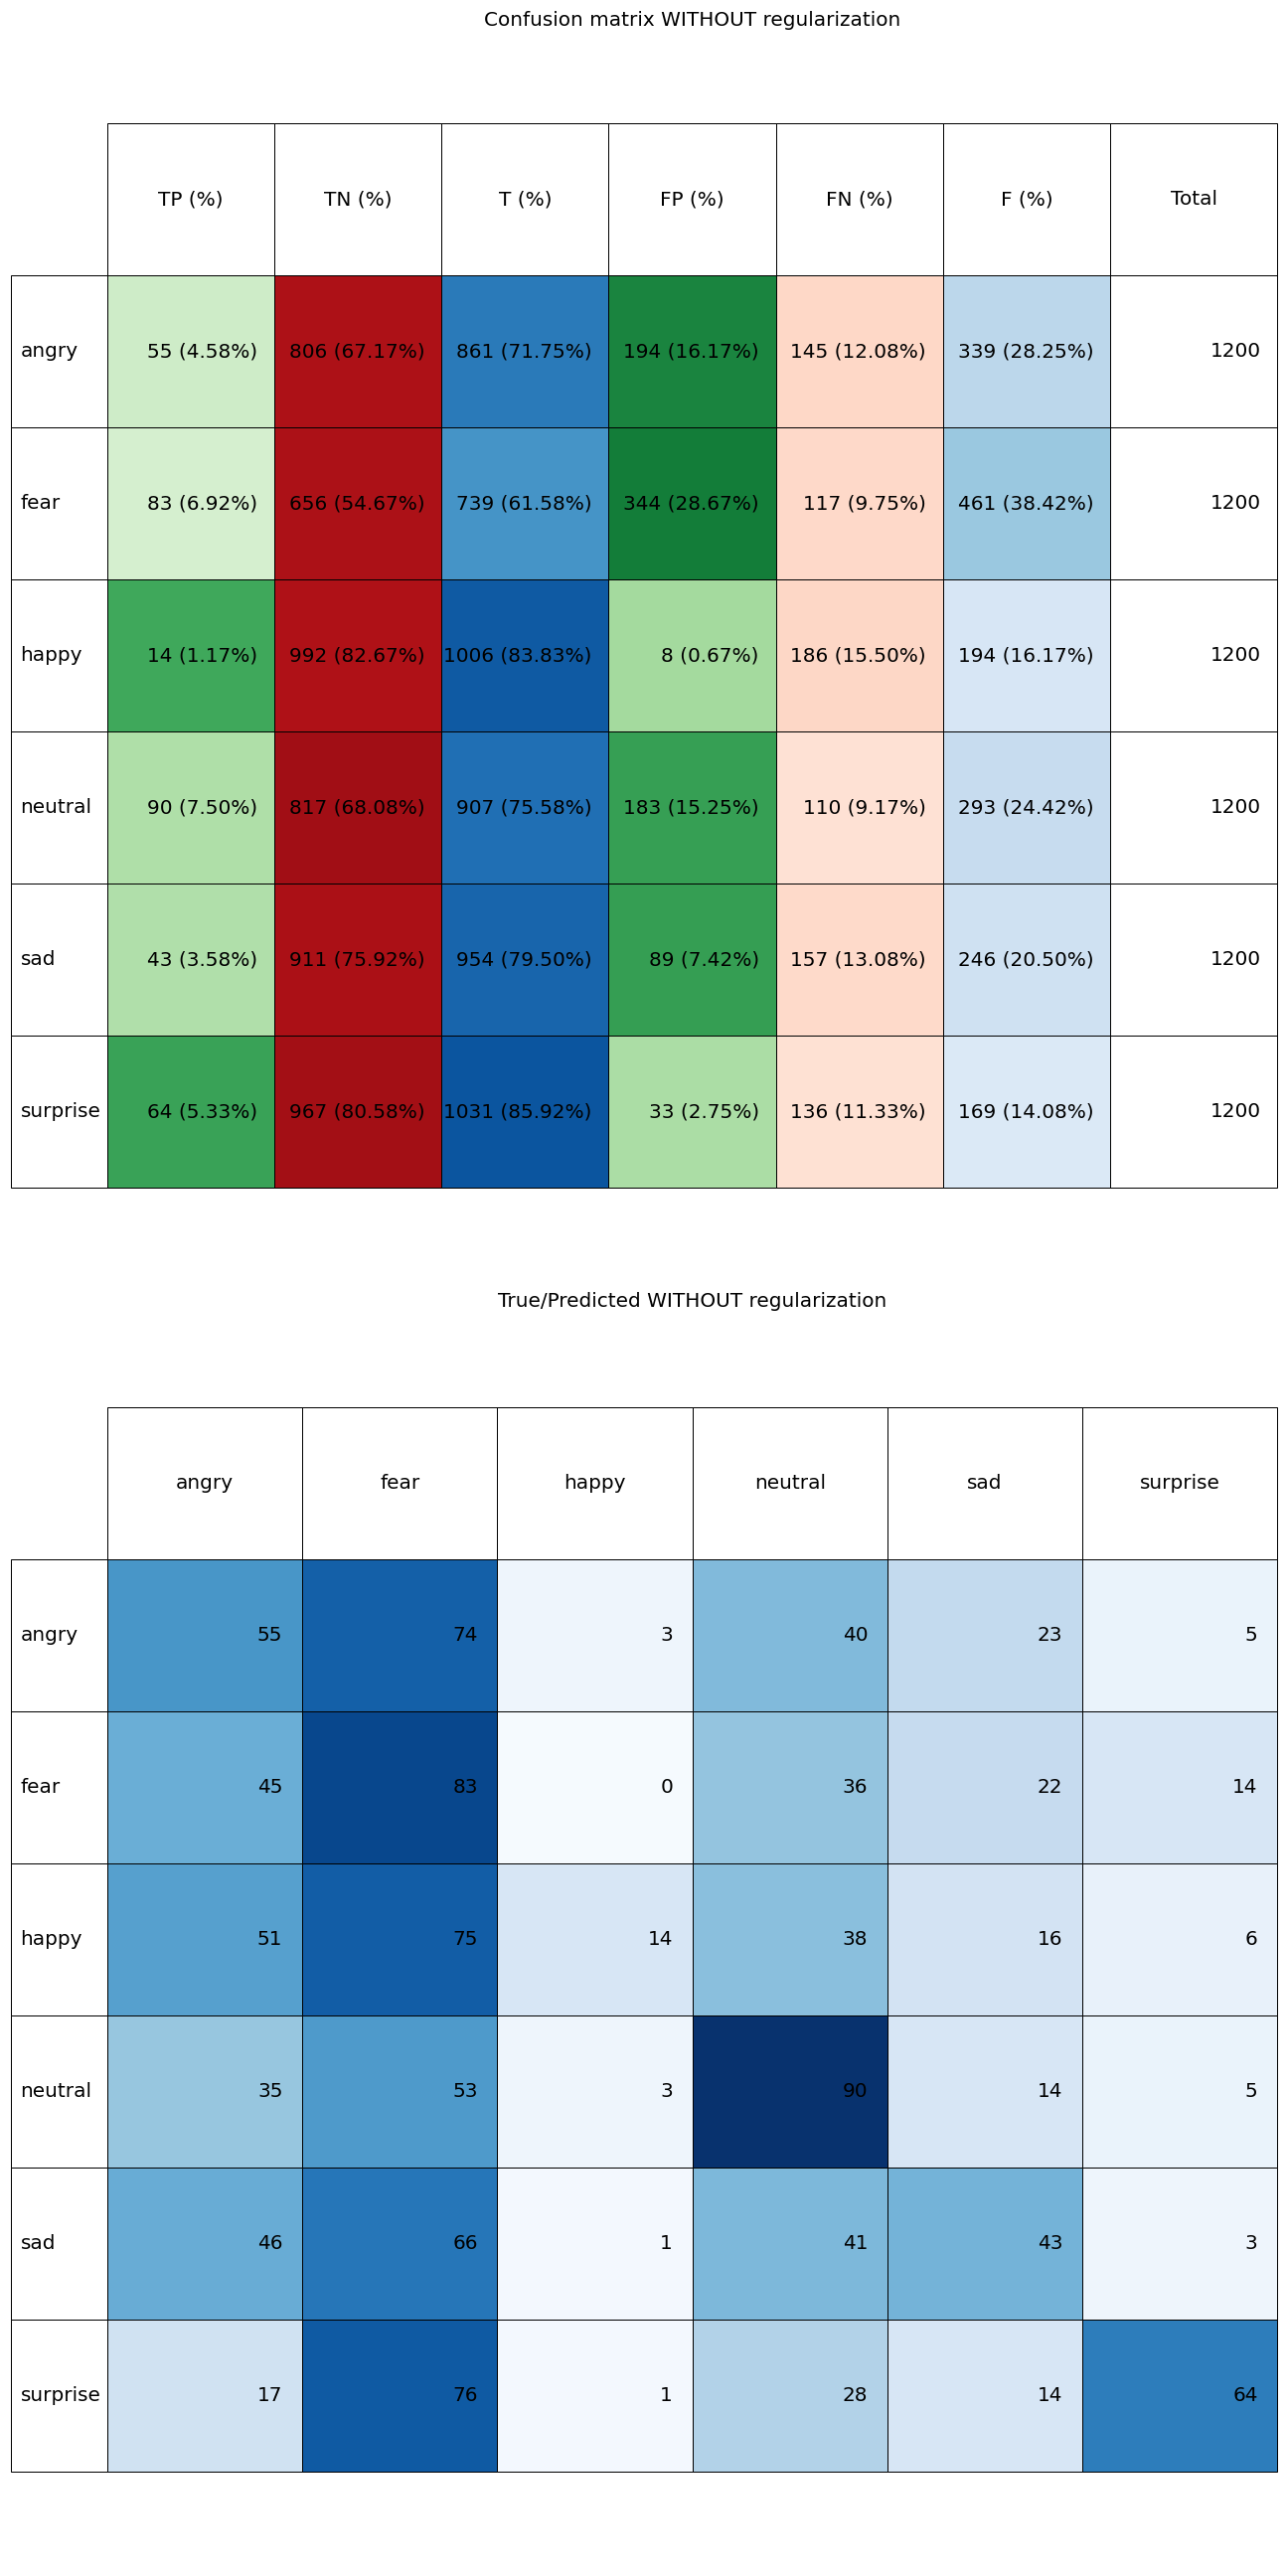 Confusion matrix WITHOUT regularization
TP (%) TN (%) T (%) FP (%) FN (%) F (%) Total
angry 55 (4.58%) 806 (67.17%) 861 (71.75%) 194 (16.17%) 145 (12.08%) 339 (28.25%) 1200
fear 83 (6.92%) 656 (54.67%) 739 (61.58%) 344 (28.67%) 117 (9.75%) 461 (38.42%) 1200
happy 14 (1.17%) 992 (82.67%) 1006 (83.83%) 8 (0.67%) 186 (15.50%) 194 (16.17%) 1200
neutral 90 (7.50%) 817 (68.08%) 907 (75.58%) 183 (15.25%) 110 (9.17%) 293 (24.42%) 1200
sad 43 (3.58%) 911 (75.92%) 954 (79.50%) 89 (7.42%) 157 (13.08%) 246 (20.50%) 1200
surprise 64 (5.33%) 967 (80.58%) 1031 (85.92%) 33 (2.75%) 136 (11.33%) 169 (14.08%) 1200
True/Predicted WITHOUT regularization
angry fear happy neutral sad surprise
angry 55 74 3 40 23 5
fear 45 83 0 36 22 14
happy 51 75 14 38 16 6
neutral 35 53 3 90 14 5
sad 46 66 1 41 43 3
surprise 17 76 1 28 14 64